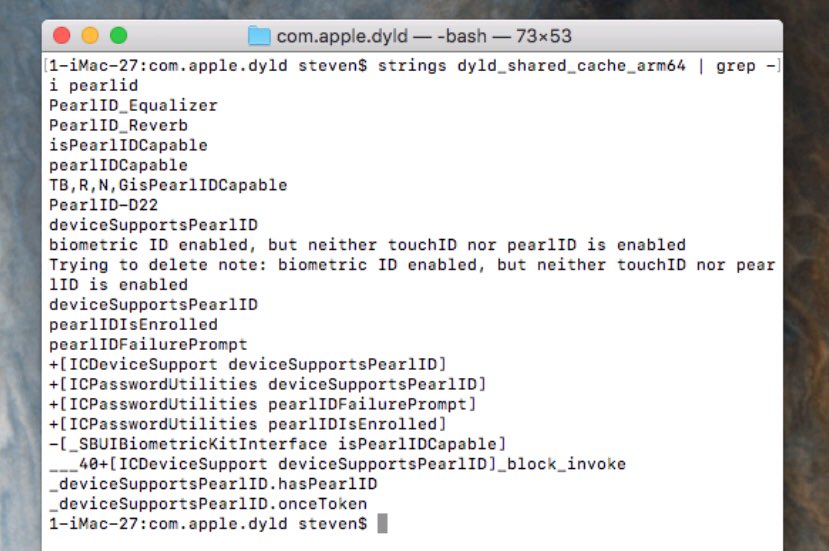 com.apple.dyld — -bash — 73×53
[1-iMac-27:com.apple.dyld steven$ strings dyld_shared_cache_arm64 | grep -]
i pearlid
PearlID_Equalizer
PearlID_Reverb
isPearlIDCapable
pearlIDCapable
TB,R,N,GisPearlIDCapable
PearlID-D22
deviceSupportsPearlID
biometric ID enabled, but neither touchID nor pearlID is enabled
Trying to delete note: biometric ID enabled, but neither touchID nor pear
lID is enabled
deviceSupportsPearlID
pearlIDIsEnrolled
pearlIDFailurePrompt
+[ICDeviceSupport deviceSupportsPearlID]
+[ICPasswordUtilities deviceSupportsPearlID]
+[ICPasswordUtilities pearlIDFailurePrompt]
+[ICPasswordUtilities pearlIDIsEnrolled]
-[_SBUIBiometricKitInterface isPearlIDCapable]
___40+[ICDeviceSupport deviceSupportsPearlID]_block_invoke
_deviceSupportsPearlID.hasPearlID
_deviceSupportsPearlID.onceToken
1-iMac-27:com.apple.dyld steven$